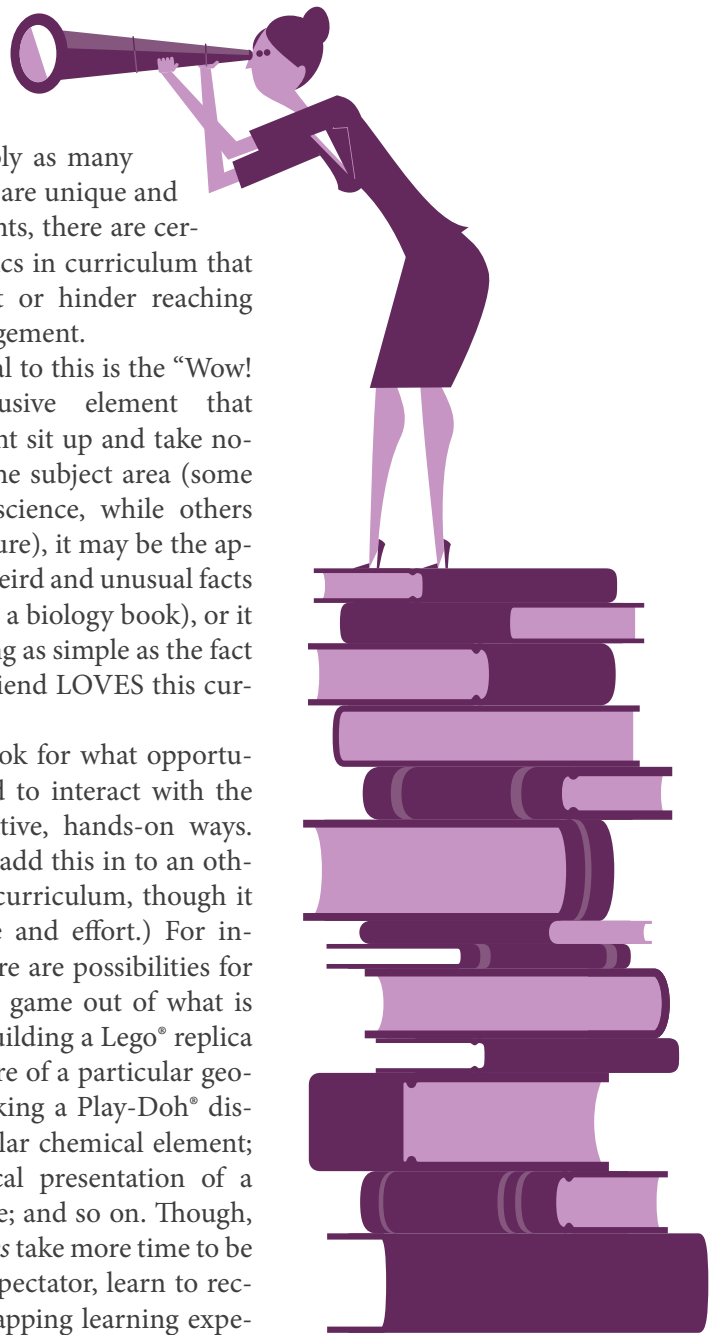 bly as many
are unique and
nts, there are cer-
ics in curriculum that
t or hinder reaching
gement.
al to this is the “Wow!
usive element that
nt sit up and take no-
he subject area (some
science, while others
ure), it may be the ap-
eird and unusual facts
a biology book), or it
ng as simple as the fact
riend LOVES this cur-
ok for what opportu-
d to interact with the
ative, hands-on ways.
add this in to an oth-
curriculum, though it
e and effort.) For in-
re are possibilities for
game out of what is
uilding a Lego® replica
re of a particular geo-
king a Play-Doh® dis-
lar chemical element;
cal presentation of a
e; and so on. Though,
s take more time to be
pectator, learn to rec-
apping learning expe-